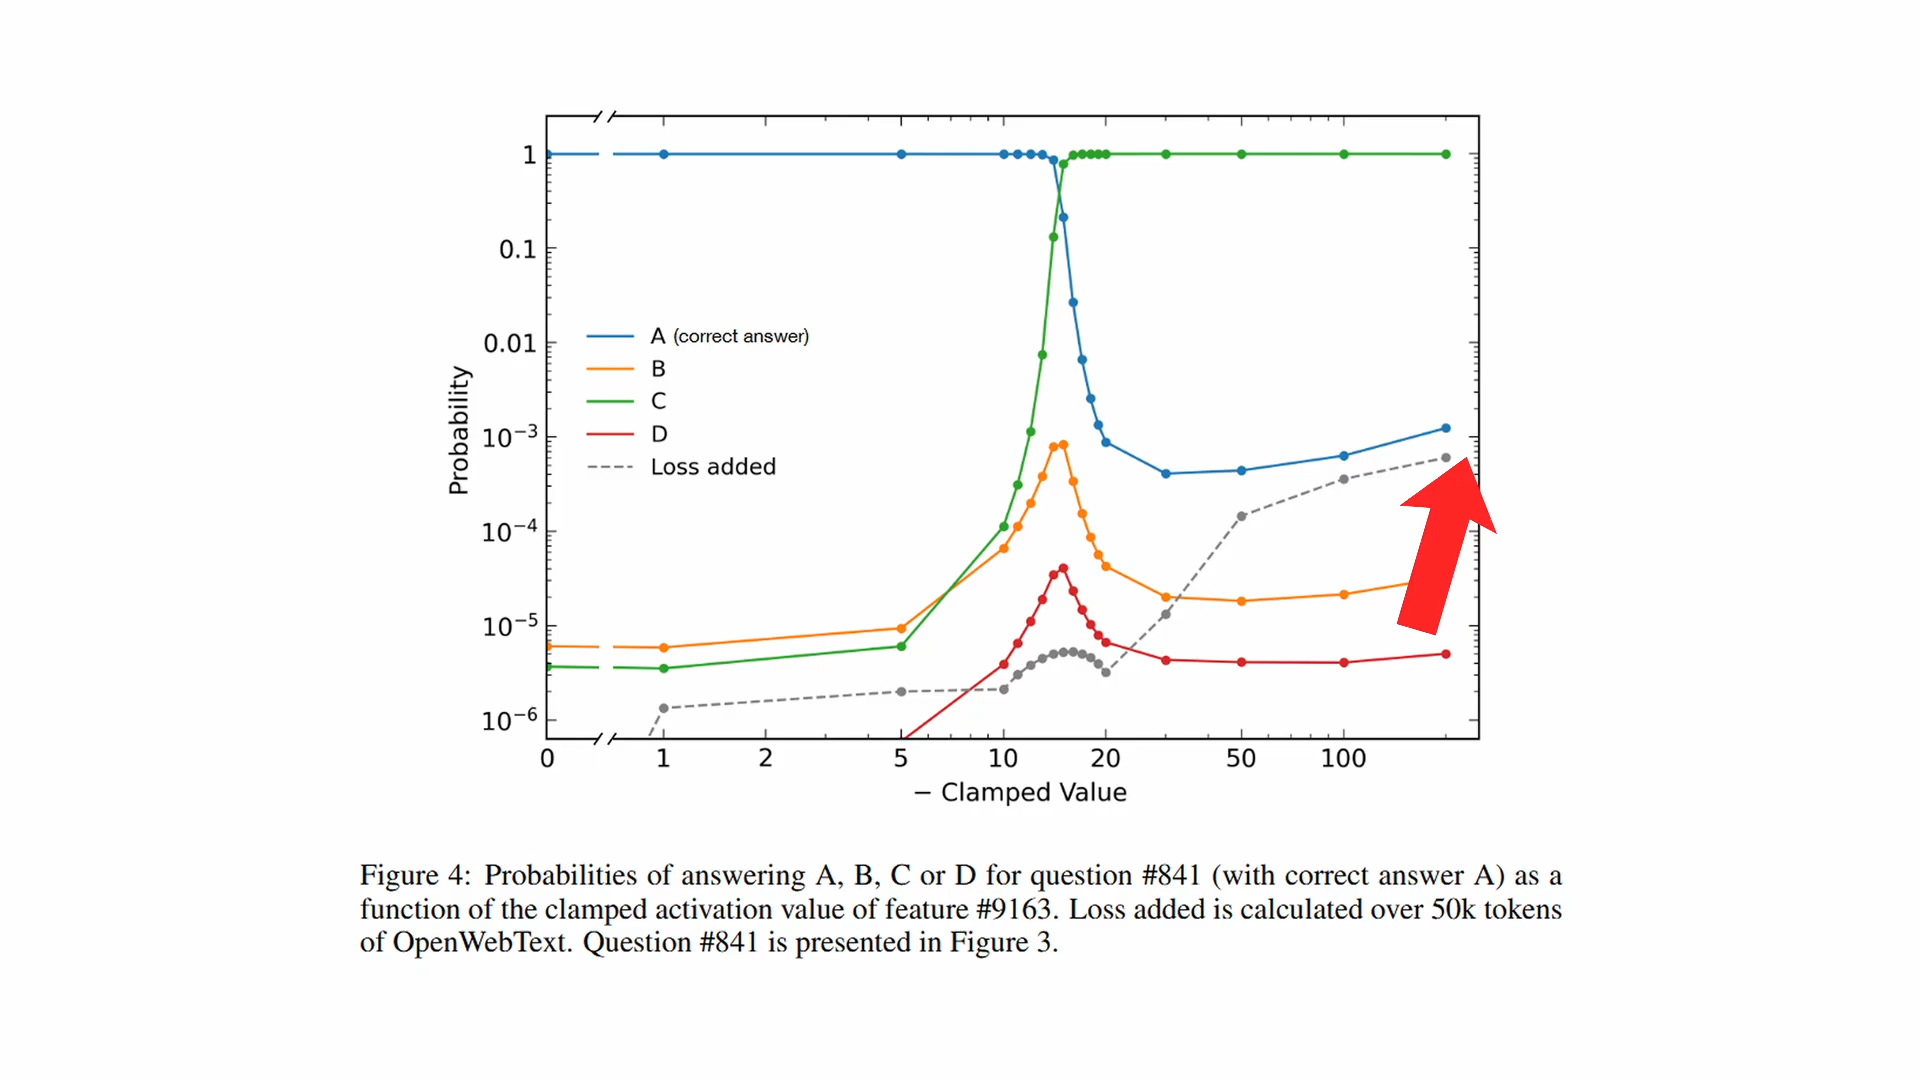 1
0.1
0.01
10⁻³
10⁻⁴
10⁻⁵
10⁻⁶
Probability
A (correct answer)
B
C
D
Loss added
0 1 2 5 10 20 50 100
− Clamped Value
Figure 4: Probabilities of answering A, B, C or D for question #841 (with correct answer A) as a
function of the clamped activation value of feature #9163. Loss added is calculated over 50k tokens
of OpenWebText. Question #841 is presented in Figure 3.